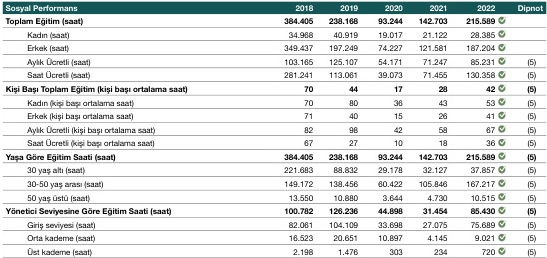 Sosyal Performans 2018 2019 2020 2021 2022 Dipnot
Toplam Eğitim (saat) 384.405 238.168 93.244 142.703 215.589
Kadın (saat) 34.968 40.919 19.017 21.122 28.385
Erkek (saat) 349.437 197.249 74.227 121.581 187.204
Aylık Ücretli (saat) 103.165 125.107 54.171 71.247 85.231 (5)
Saat Ücretli (saat) 281.241 113.061 39.073 71.455 130.358 (5)
Kişi Başı Toplam Eğitim (kişi başı ortalama saat) 70 44 17 28 42 (5)
Kadın (kişi başı ortalama saat) 70 80 36 43 53 (5)
Erkek (kişi başı ortalama saat) 71 40 15 26 41 (5)
Aylık Ücretli (kişi başı ortalama saat) 82 98 42 58 67 (5)
Saat Ücretli (kişi başı ortalama saat) 67 27 10 18 36 (5)
Yaşa Göre Eğitim Saati (saat) 384.405 238.168 93.244 142.703 215.589 (5)
30 yaş altı (saat) 221.683 88.832 29.178 32.127 37.857 (5)
30-50 yaş arası (saat) 149.172 138.456 60.422 105.846 167.217 (5)
50 yaş üstü (saat) 13.550 10.880 3.644 4.730 10.515 (5)
Yönetici Seviyesine Göre Eğitim Saati (saat) 100.782 126.236 44.898 31.454 85.430 (5)
Giriş seviyesi (saat) 82.061 104.109 33.698 27.075 75.689 (5)
Orta kademe (saat) 16.523 20.651 10.897 4.145 9.021 (5)
Üst kademe (saat) 2.198 1.476 303 234 720 (5)